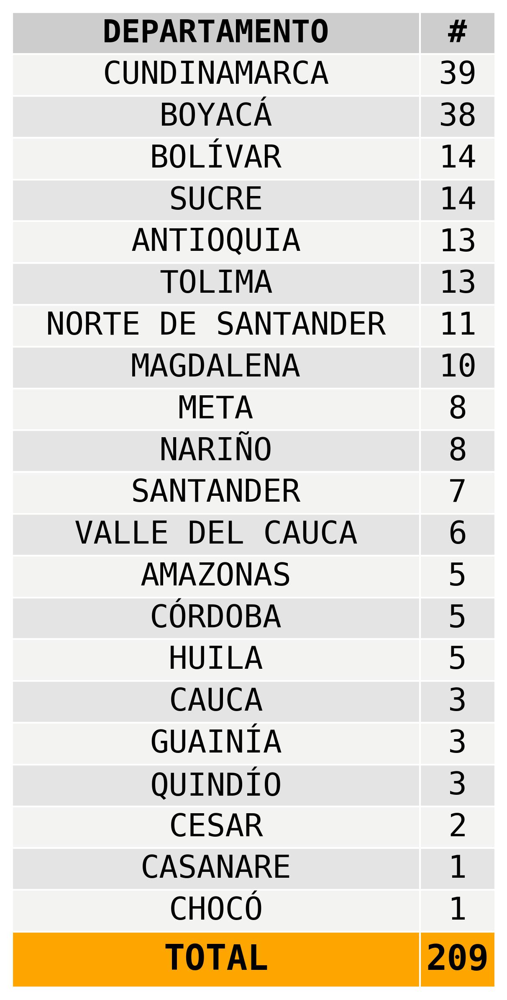 DEPARTAMENTO #
CUNDINAMARCA 39
BOYACÁ 38
BOLÍVAR 14
SUCRE 14
ANTIOQUIA 13
TOLIMA 13
NORTE DE SANTANDER 11
MAGDALENA 10
META 8
NARIÑO 8
SANTANDER 7
VALLE DEL CAUCA 6
AMAZONAS 5
CÓRDOBA 5
HUILA 5
CAUCA 3
GUAINÍA 3
QUINDÍO 3
CESAR 2
CASANARE 1
CHOCÓ 1
TOTAL 209